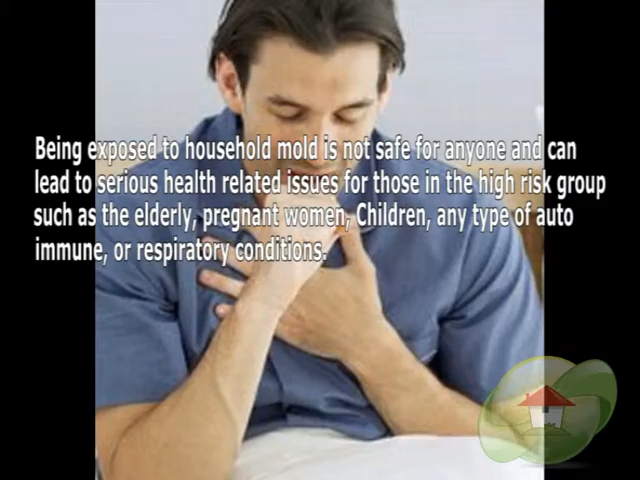 Being exposed to household mold is not safe for anyone and can
lead to serious health related issues for those in the high risk group
such as the elderly, pregnant women, Children, any type of auto
immune, or respiratory conditions.